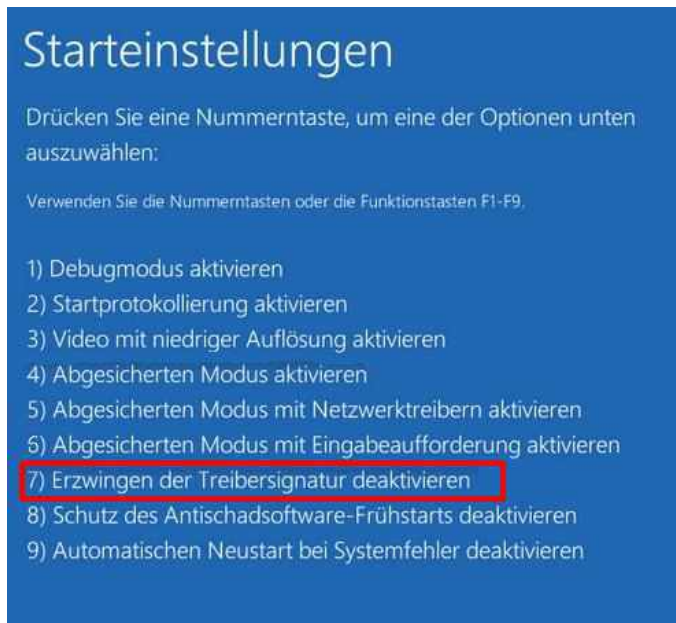 Starteinstellungen
Drücken Sie eine Nummerntaste, um eine der Optionen unten
auszuwählen:
Verwenden Sie die Nummerntasten oder die Funktionstasten F1-F9.
1) Debugmodus aktivieren
2) Startprotokollierung aktivieren
3) Video mit niedriger Auflösung aktivieren
4) Abgesicherten Modus aktivieren
5) Abgesicherten Modus mit Netzwerktreibern aktivieren
6) Abgesicherten Modus mit Eingabeaufforderung aktivieren
7) Erzwingen der Treibersignatur deaktivieren
8) Schutz des Antischadsoftware-Frühstarts deaktivieren
9) Automatischen Neustart bei Systemfehler deaktivieren